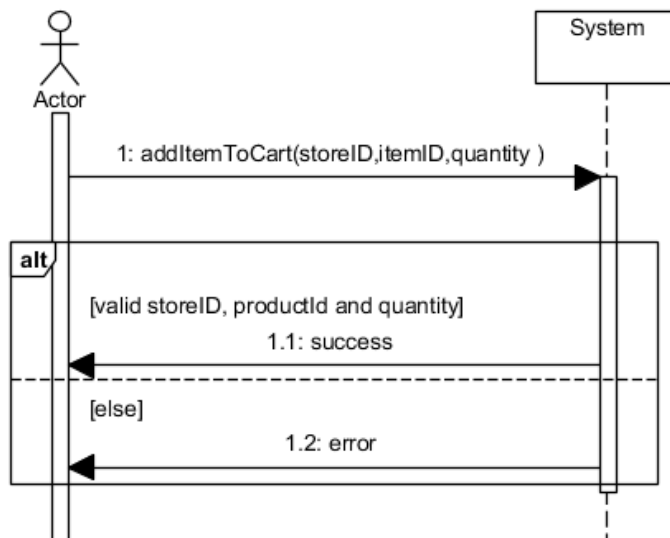 System
Actor
1: addItemToCart(storeID,itemID,quantity )
alt
[valid storeID, productId and quantity]
1.1: success
[else]
1.2: error